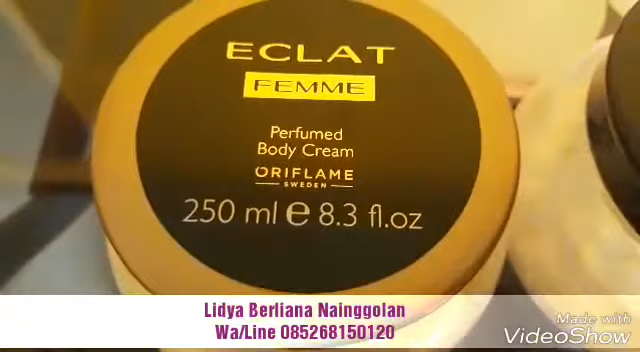 ECLAT
FEMME
Perfumed
Body Cream
ORIFLAME
SWEDEN
250 ml e 8.3 fl.oz
Lidya Berliana Nainggolan
Wa/Line 085268150120
Made with
VideoShow